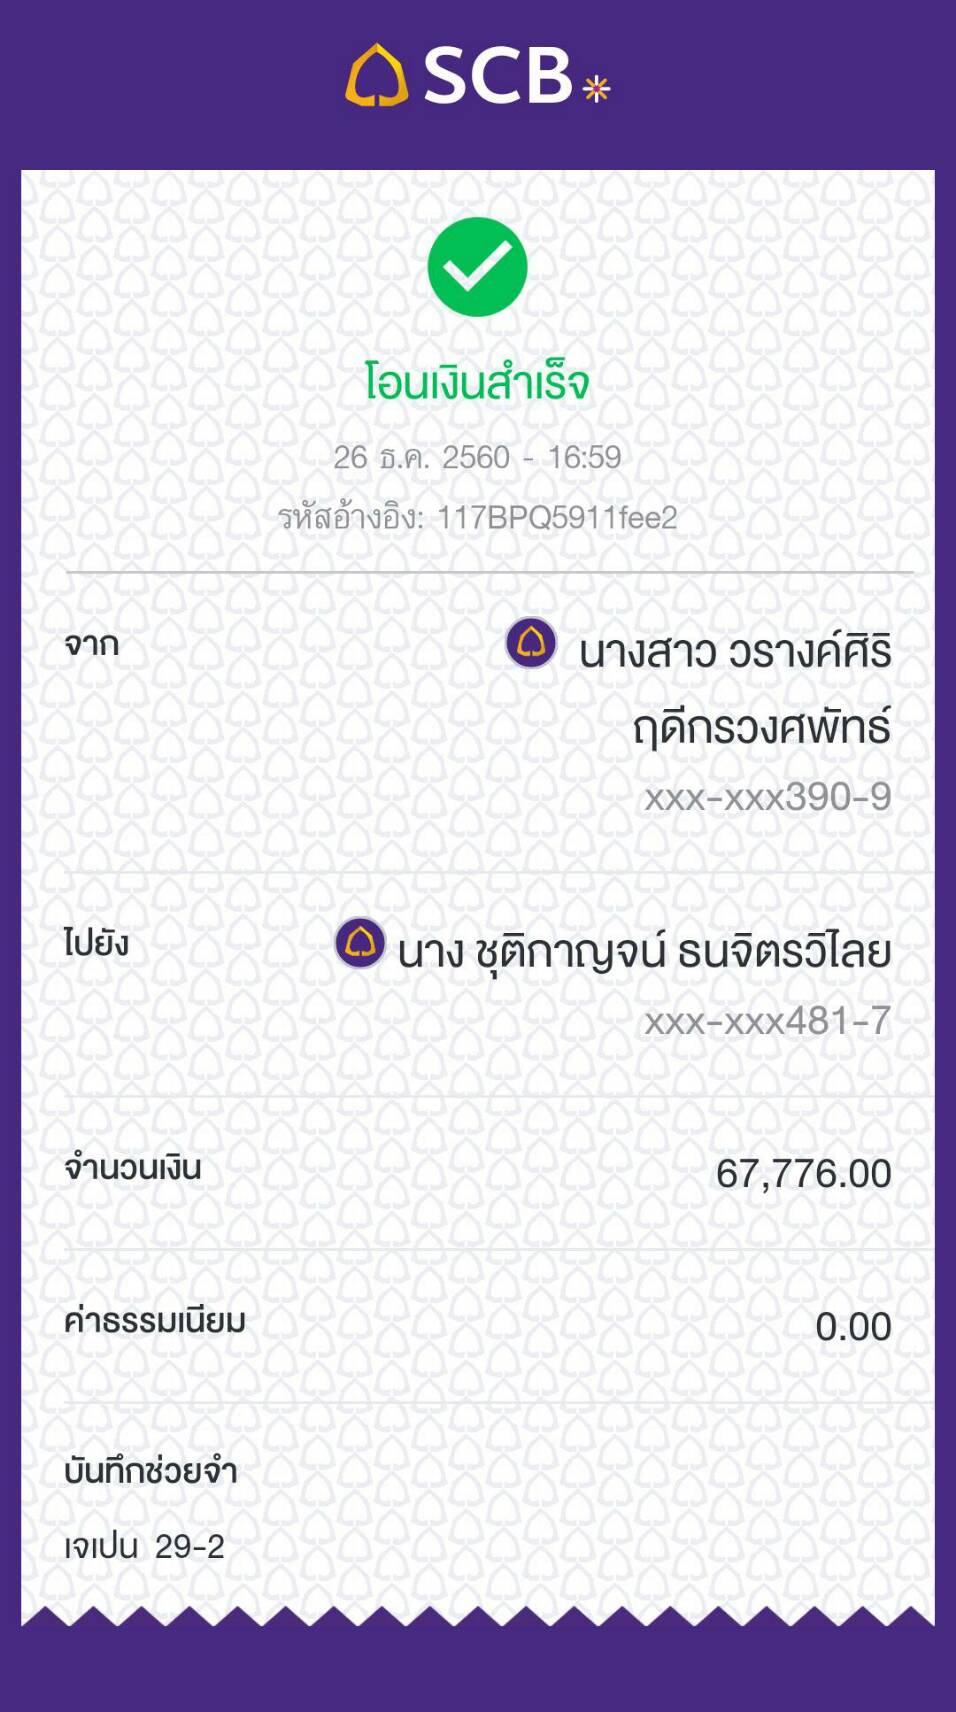 SCB
โอนเงินสำเร็จ
26 ธ.ค. 2560 - 16:59
รหัสอ้างอิง: 117BPQ5911fee2
จาก
นางสาว วรางค์ศิริ
ฤดีกรวงศพัทธ์
xxx-xxx390-9
ไปยัง
นาง ชุติกาญจน์ ธนจิตรวิไลย
xxx-xxx481-7
จำนวนเงิน
67,776.00
ค่าธรรมเนียม
0.00
บันทึกช่วยจำ
เจเปน 29-2